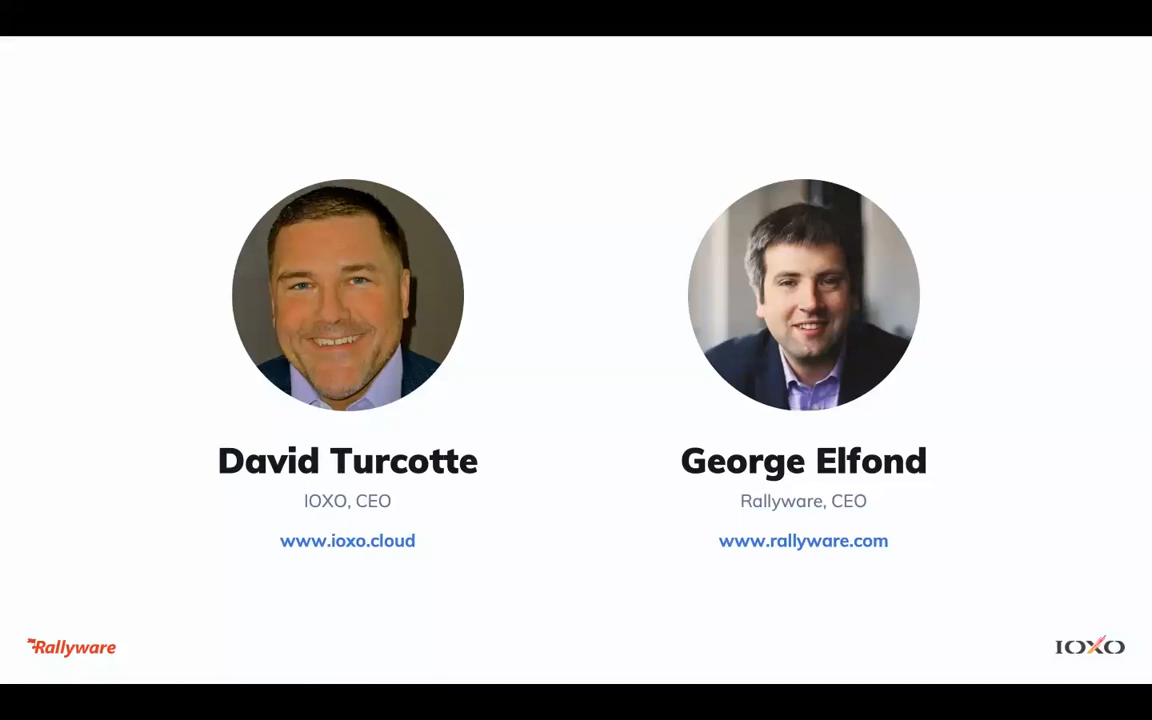 David Turcotte
IOXO, CEO
www.ioxo.cloud
George Elfond
Rallyware, CEO
www.rallyware.com
Rallyware
IOXO